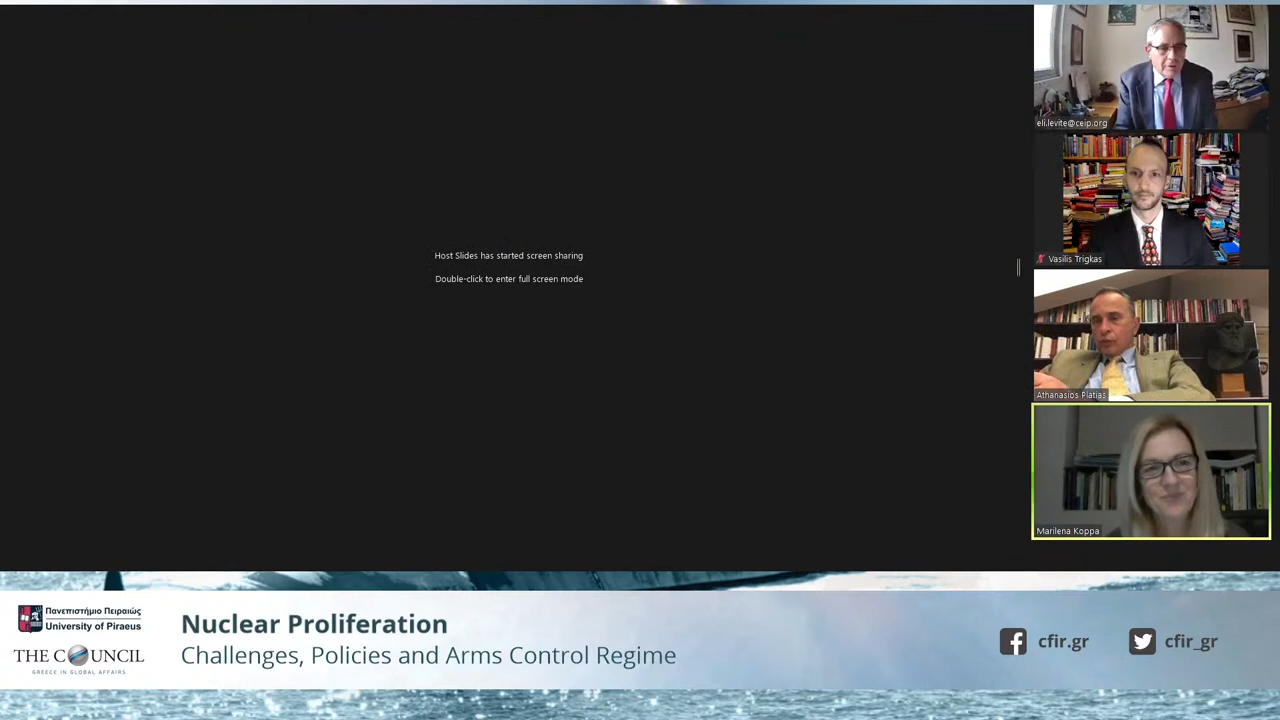 Host Slides has started screen sharing
Double-click to enter full screen mode
eli.levite@ceip.org
Vasilis Trigkas
Athanasios Platias
Marilena Koppa
Πανεπιστήμιο Πειραιώς
University of Piraeus
THE COUNCIL
GREECE IN GLOBAL AFFAIRS
Nuclear Proliferation
Challenges, Policies and Arms Control Regime
cfir.gr
cfir_gr